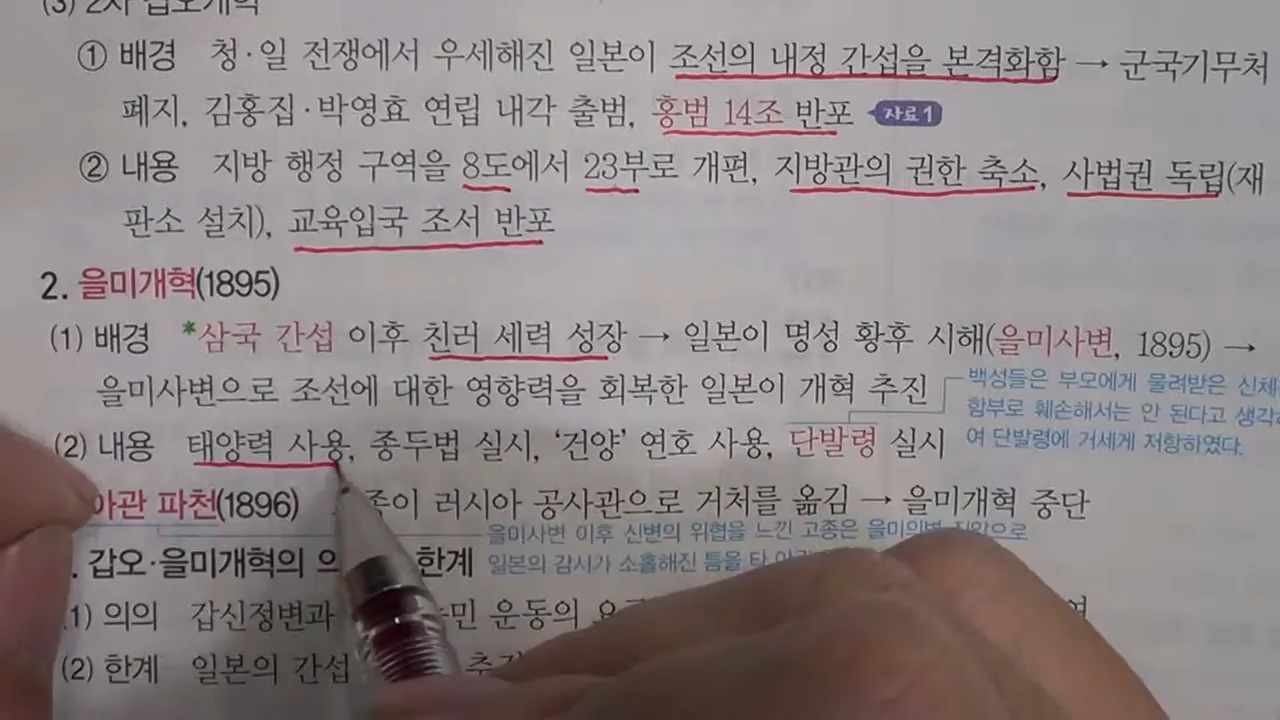 (3) 2차 갑오개혁
① 배경 청·일 전쟁에서 우세해진 일본이 조선의 내정 간섭을 본격화함 → 군국기무처
폐지, 김홍집·박영효 연립 내각 출범, 홍범 14조 반포 자료1
② 내용 지방 행정 구역을 8도에서 23부로 개편, 지방관의 권한 축소, 사법권 독립(재
판소 설치), 교육입국 조서 반포
2. 을미개혁(1895)
(1) 배경 *삼국 간섭 이후 친러 세력 성장 → 일본이 명성 황후 시해(을미사변, 1895) →
을미사변으로 조선에 대한 영향력을 회복한 일본이 개혁 추진
백성들은 부모에게 물려받은 신체
함부로 훼손해서는 안 된다고 생각
여 단발령에 거세게 저항하였다.
(2) 내용 태양력 사용, 종두법 실시, '건양' 연호 사용, 단발령 실시
아관 파천(1896) 종이 러시아 공사관으로 거처를 옮김 → 을미개혁 중단
을미사변 이후 신변의 위협을 느낀 고종은
일본의 감시가 소홀해진 틈을 타
. 갑오·을미개혁의 의 한계
1) 의의 갑신정변과 농민 운동의
(2) 한계 일본의 간섭